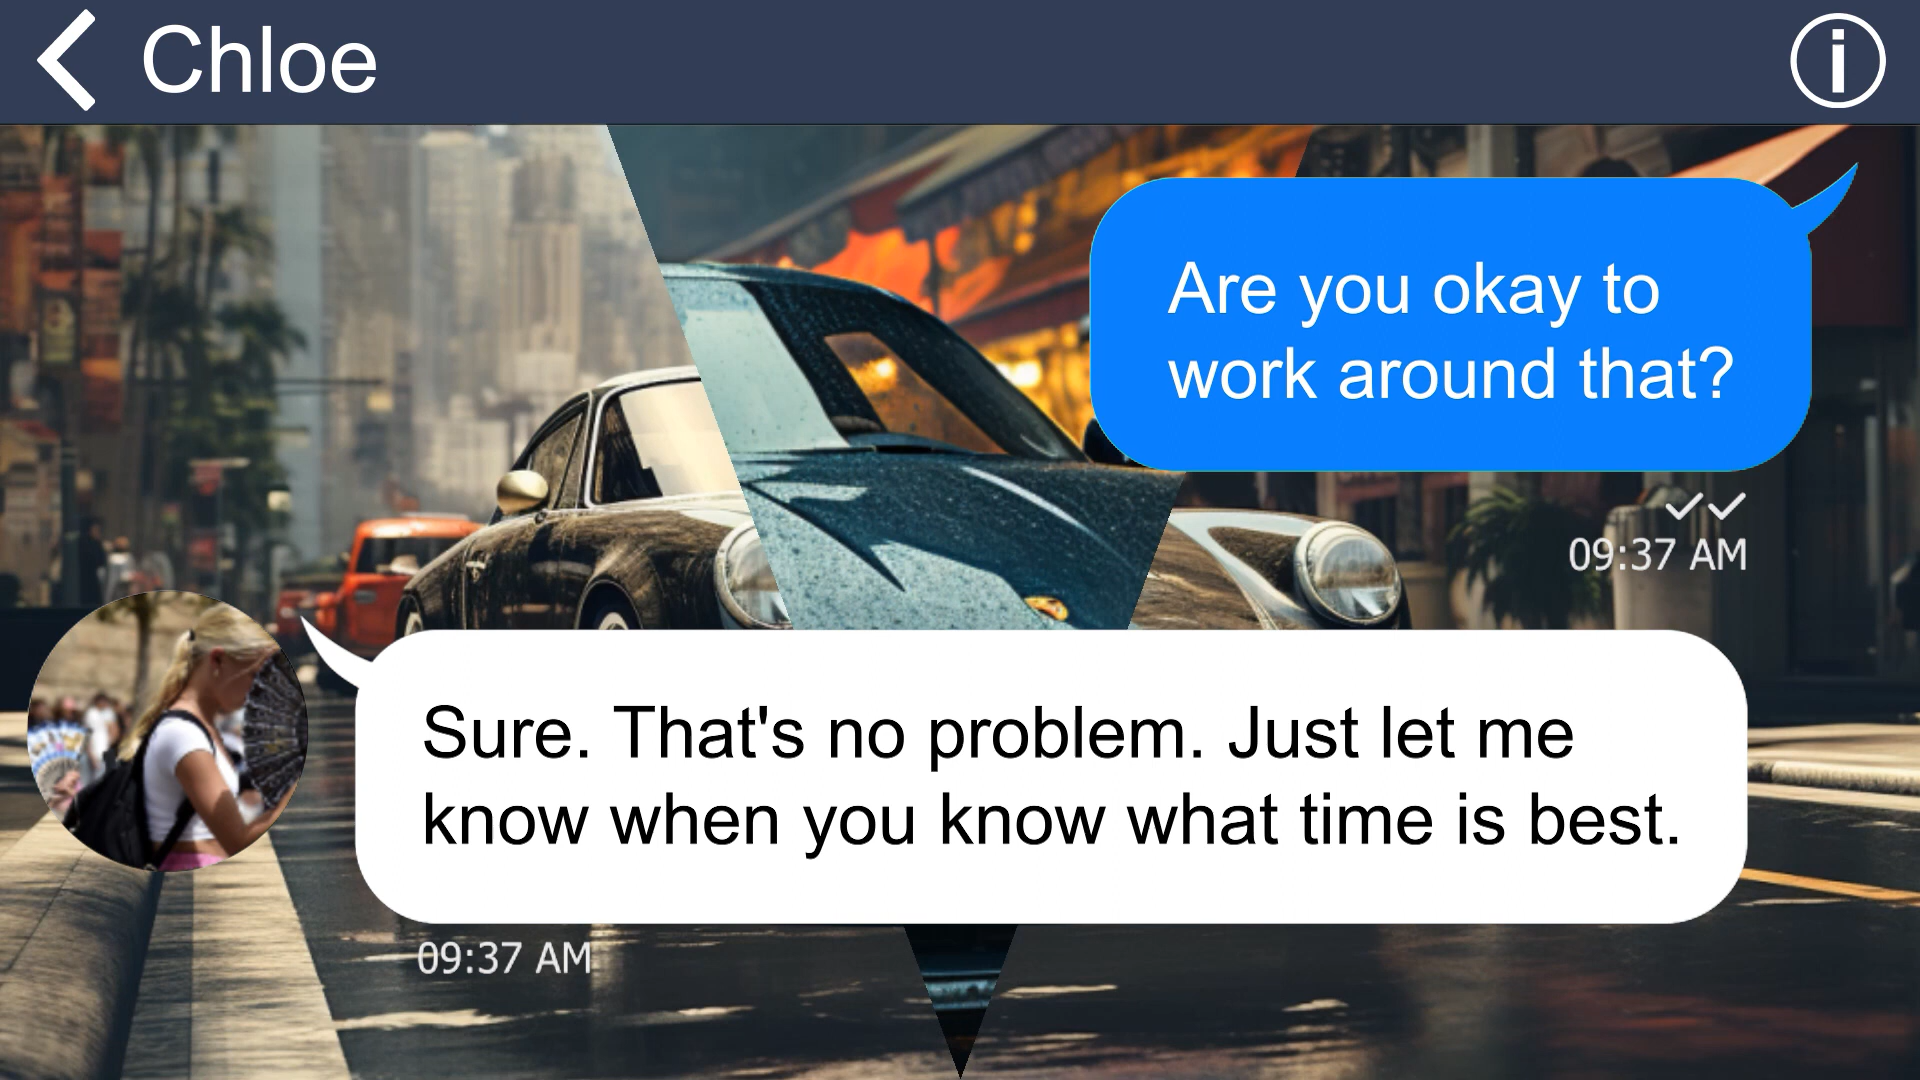 Chloe
Are you okay to
work around that?
09:37 AM
Sure. That's no problem. Just let me
know when you know what time is best.
09:37 AM